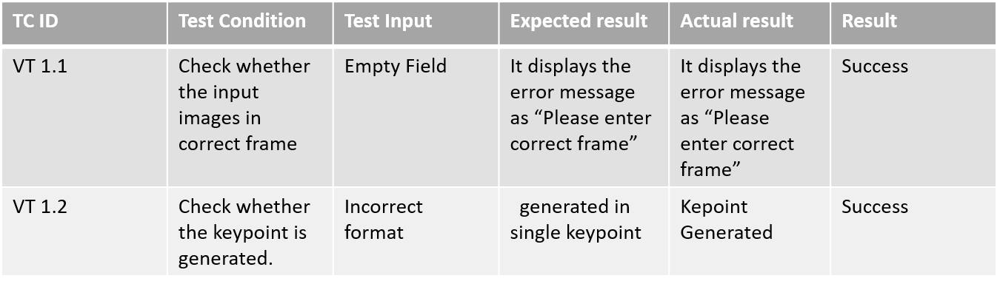 TC ID
Test Condition
Test Input
Expected result
Actual result
Result
VT 1.1
Check whether
the input
images in
correct frame
Empty Field
It displays the
error message
as “Please enter
correct frame”
It displays the
error message
as “Please
enter correct
frame”
Success
VT 1.2
Check whether
the keypoint is
generated.
Incorrect
format
generated in
single keypoint
Kepoint
Generated
Success